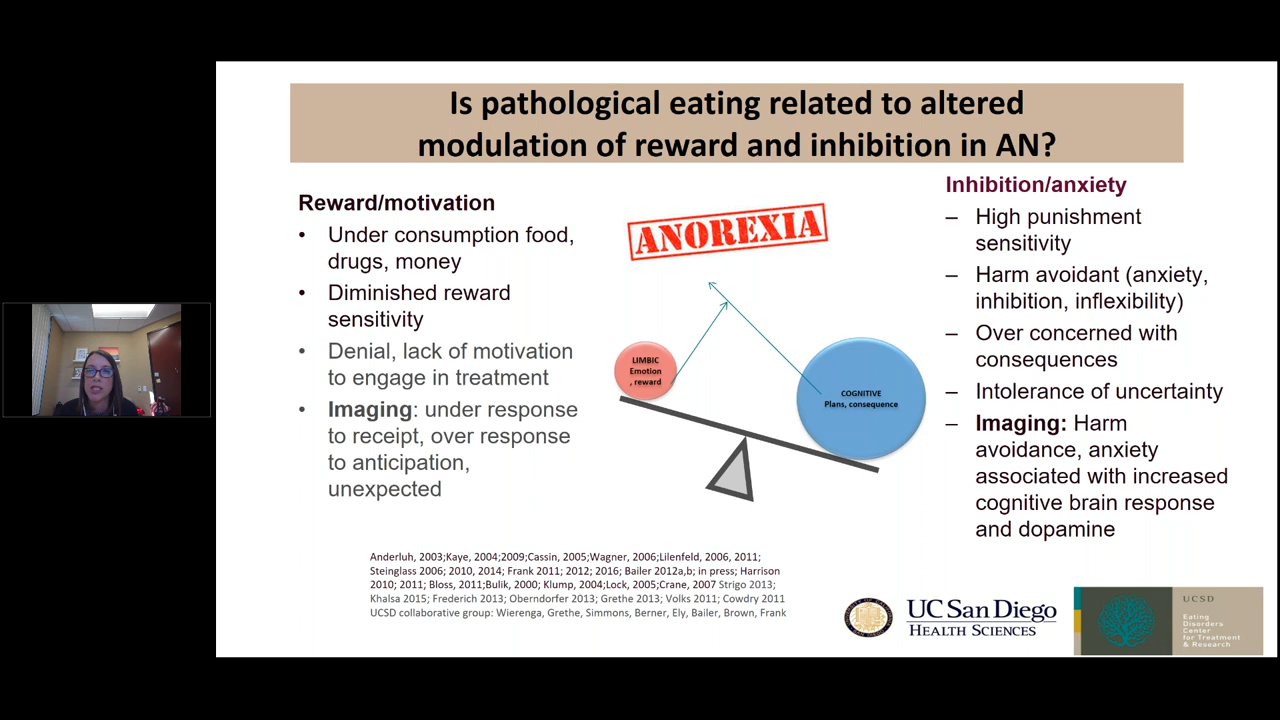 Is pathological eating related to altered
modulation of reward and inhibition in AN?
Reward/motivation
• Under consumption food,
drugs, money
• Diminished reward
sensitivity
• Denial, lack of motivation
to engage in treatment
• Imaging: under response
to receipt, over response
to anticipation,
unexpected
ANOREXIA
LIMBIC
Emotion
, reward
COGNITIVE
Plans, consequence
Inhibition/anxiety
– High punishment
sensitivity
– Harm avoidant (anxiety,
inhibition, inflexibility)
– Over concerned with
consequences
– Intolerance of uncertainty
– Imaging: Harm
avoidance, anxiety
associated with increased
cognitive brain response
and dopamine
Anderluh, 2003;Kaye, 2004;2009;Cassin, 2005;Wagner, 2006;Lilenfeld, 2006, 2011;
Steinglass 2006; 2010, 2014; Frank 2011; 2012; 2016; Bailer 2012a,b; in press; Harrison
2010; 2011; Bloss, 2011;Bulik, 2000; Klump, 2004;Lock, 2005;Crane, 2007 Strigo 2013;
Khalsa 2015; Frederich 2013; Oberndorfer 2013; Grethe 2013; Volks 2011; Cowdry 2011
UCSD collaborative group: Wierenga, Grethe, Simmons, Berner, Ely, Bailer, Brown, Frank
UC San Diego
HEALTH SCIENCES
UCSD
Eating
Disorders
Center
for Treatment
& Research